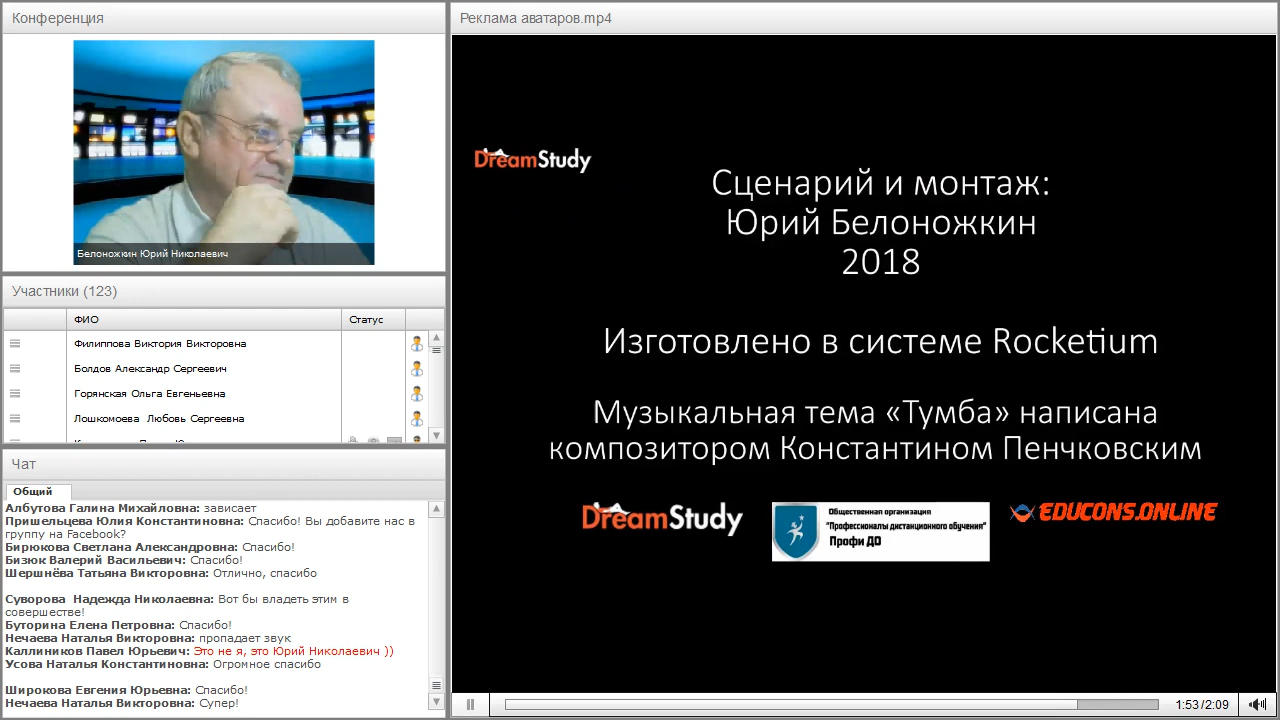 Конференция
Белоножкин Юрий Николаевич
Участники (123)
ФИО Статус
Филиппова Виктория Викторовна
Болдов Александр Сергеевич
Горянская Ольга Евгеньевна
Лошкомоева Любовь Сергеевна
Чат
Общий
Албутова Галина Михайловна: зависает
Пришельцева Юлия Константиновна: Спасибо! Вы добавите нас в
группу на Facebook?
Бирюкова Светлана Александровна: Спасибо!
Бизюк Валерий Васильевич: Спасибо!
Шершнёва Татьяна Викторовна: Отлично, спасибо
Суворова Надежда Николаевна: Вот бы владеть этим в
совершестве!
Буторина Елена Петровна: Спасибо!
Нечаева Наталья Викторовна: пропадает звук
Каллиников Павел Юрьевич: Это не я, это Юрий Николаевич ))
Усова Наталья Константиновна: Огромное спасибо
Широкова Евгения Юрьевна: Спасибо!
Нечаева Наталья Викторовна: Супер!
Реклама аватаров.mp4
DreamStudy
Сценарий и монтаж:
Юрий Белоножкин
2018
Изготовлено в системе Rocketium
Музыкальная тема «Тумба» написана
композитором Константином Пенчковским
DreamStudy
Общественная организация
"Профессионалы дистанционного обучения"
Профи ДО
EDUCONS.ONLINE
1:53/2:09